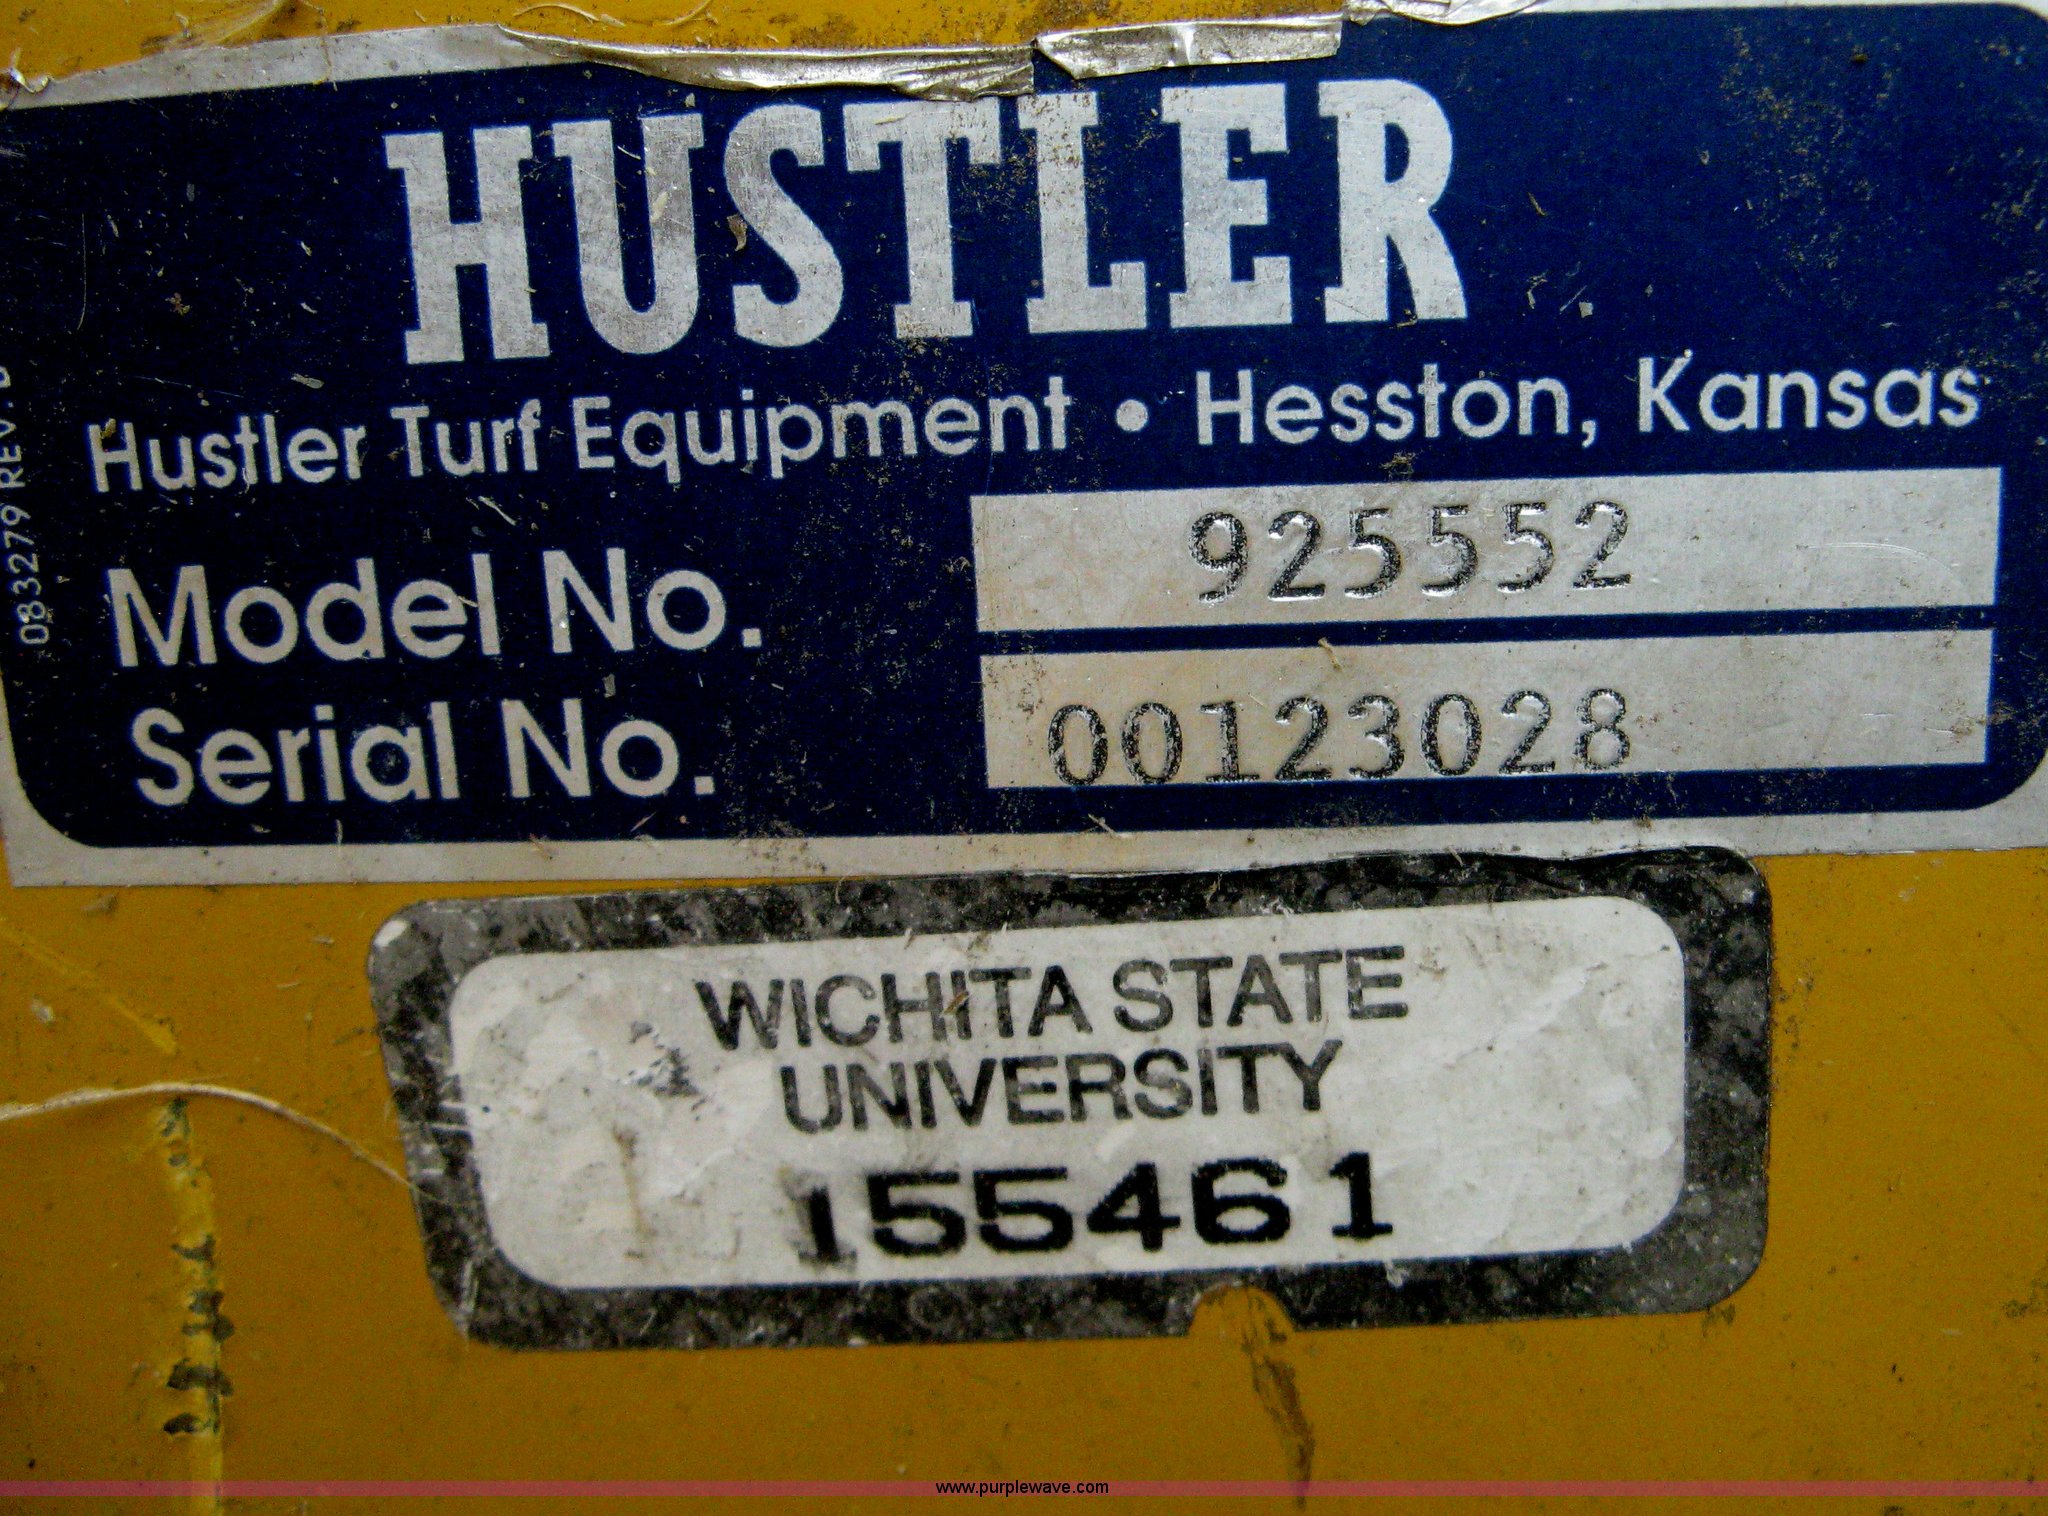 HUSTLER
Hustler Turf Equipment • Hesston, Kansas
Model No. 925552
Serial No. 00123028
083279 REV.
WICHITA STATE
UNIVERSITY
155461
www.purplewave.com